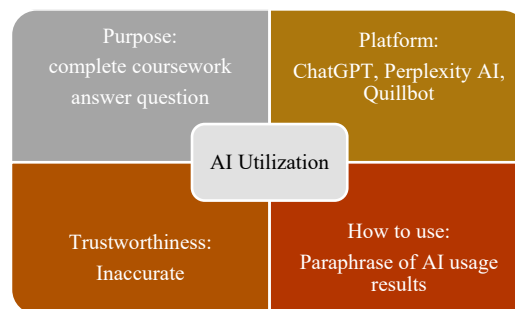 Purpose:
complete coursework
answer question
Platform:
ChatGPT, Perplexity AI,
Quillbot
AI Utilization
Trustworthiness:
Inaccurate
How to use:
Paraphrase of AI usage
results